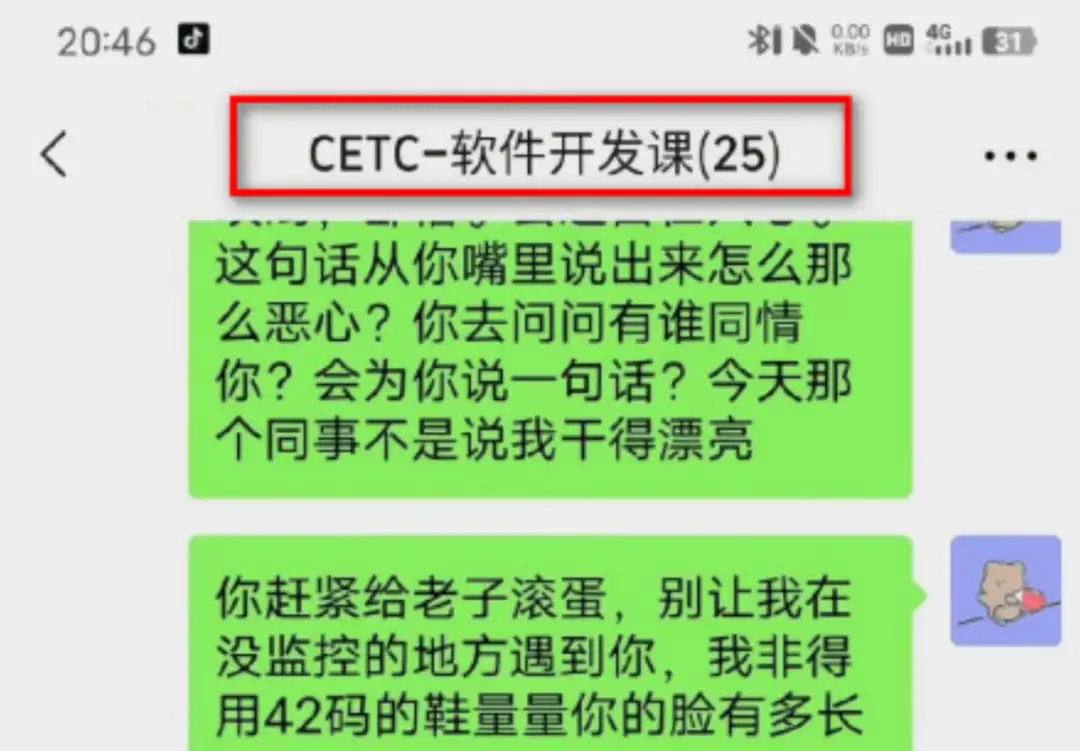 20:46
0.00
KB/s
HD
4G
31
CETC-软件开发课(25)
这句话从你嘴里说出来怎么那
么恶心？你去问问有谁同情
你？会为你说一句话？今天那
个同事不是说我干得漂亮
你赶紧给老子滚蛋，别让我在
没监控的地方遇到你，我非得
用42码的鞋量量你的脸有多长